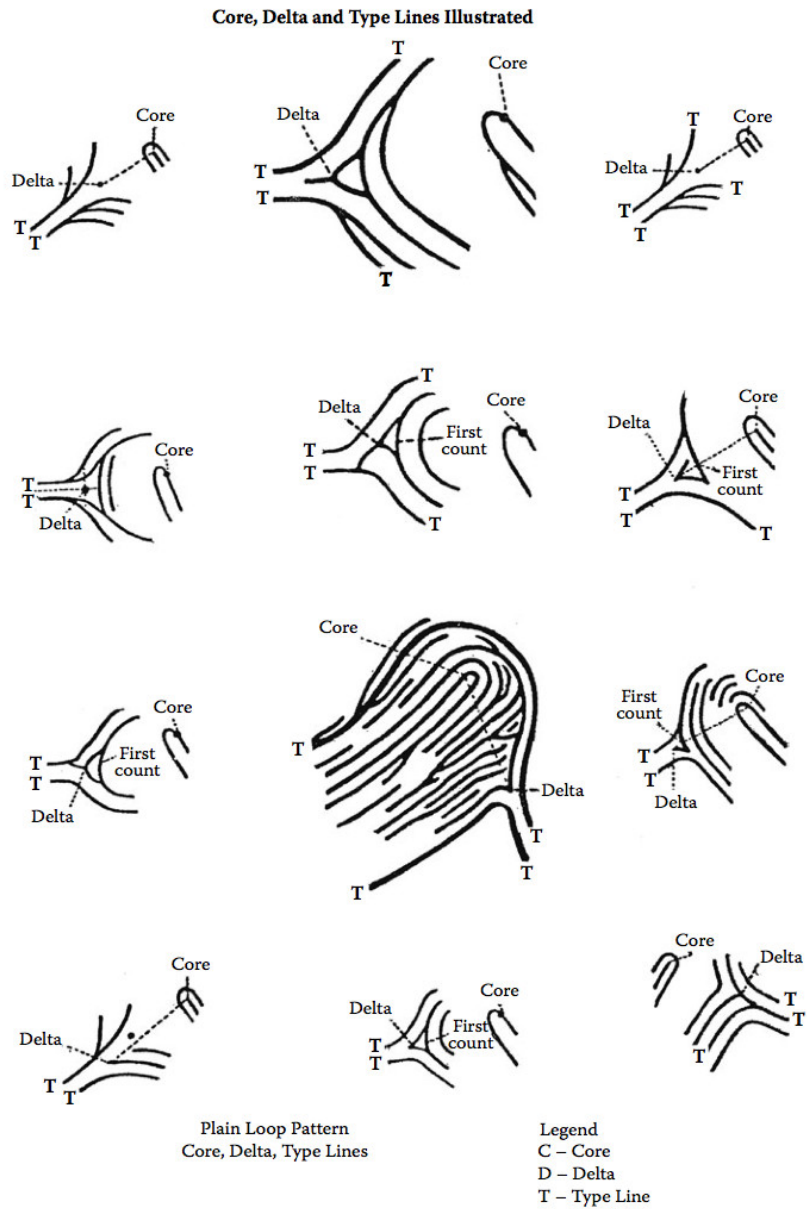 Core, Delta and Type Lines Illustrated
T
Core
Delta
T
T
T
Core
Delta
T
T
Core
T
Delta
T
T
T
Core
T
T
Delta
T
Delta
T
T
First
count
Core
T
Delta
Core
First
count
T
T
T
Core
T
T
First
count
Delta
Core
T
Delta
T
T
T
Core
First
count
T
T
Delta
Core
Delta
T
T
Core
Delta
T
T
First
count
Core
Delta
T
T
T
Plain Loop Pattern
Core, Delta, Type Lines
Legend
C – Core
D – Delta
T – Type Line